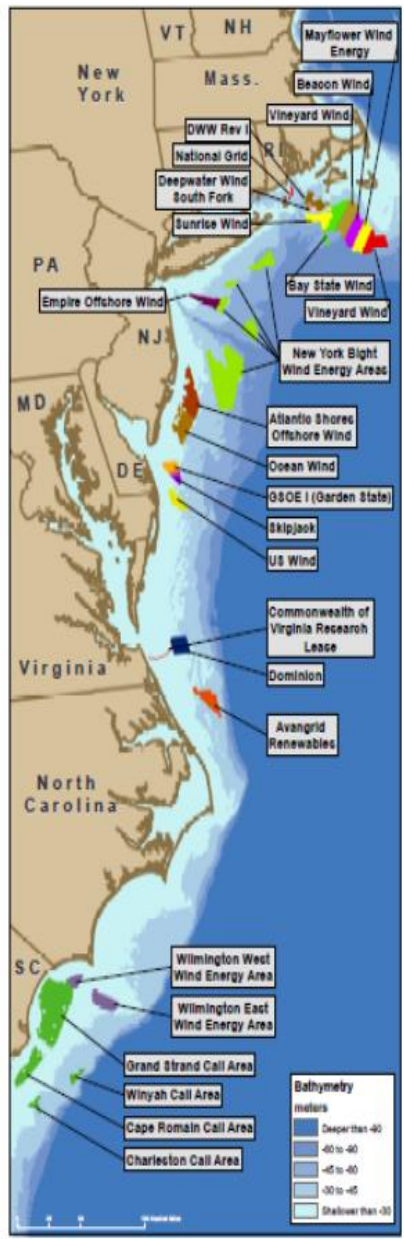 VT
NH
Mayflower Wind
Energy
New
York
Mass.
Beacon Wind
Vineyard Wind
DWW Rev I
RI
National Grid
Deepwater Wind
South Fork
Sunrise Wind
PA
Bay State Wind
Empire Offshore Wind
Vineyard Wind
NJ
New York Bight
Wind Energy Areas
MD
Atlantic Shores
Offshore Wind
DE
Ocean Wind
GSOE I (Garden State)
Skipjack
US Wind
Commonwealth of
Virginia Research
Lease
Virginia
Dominion
Avangrid
Renewables
North
Carolina
SC
Wilmington West
Wind Energy Area
Wilmington East
Wind Energy Area
Grand Strand Call Area
Winyah Call Area
Cape Romain Call Area
Charleston Call Area
Bathymetry
meters
Deeper than -90
-60 to -90
-45 to -60
-30 to -45
Shallower than -30